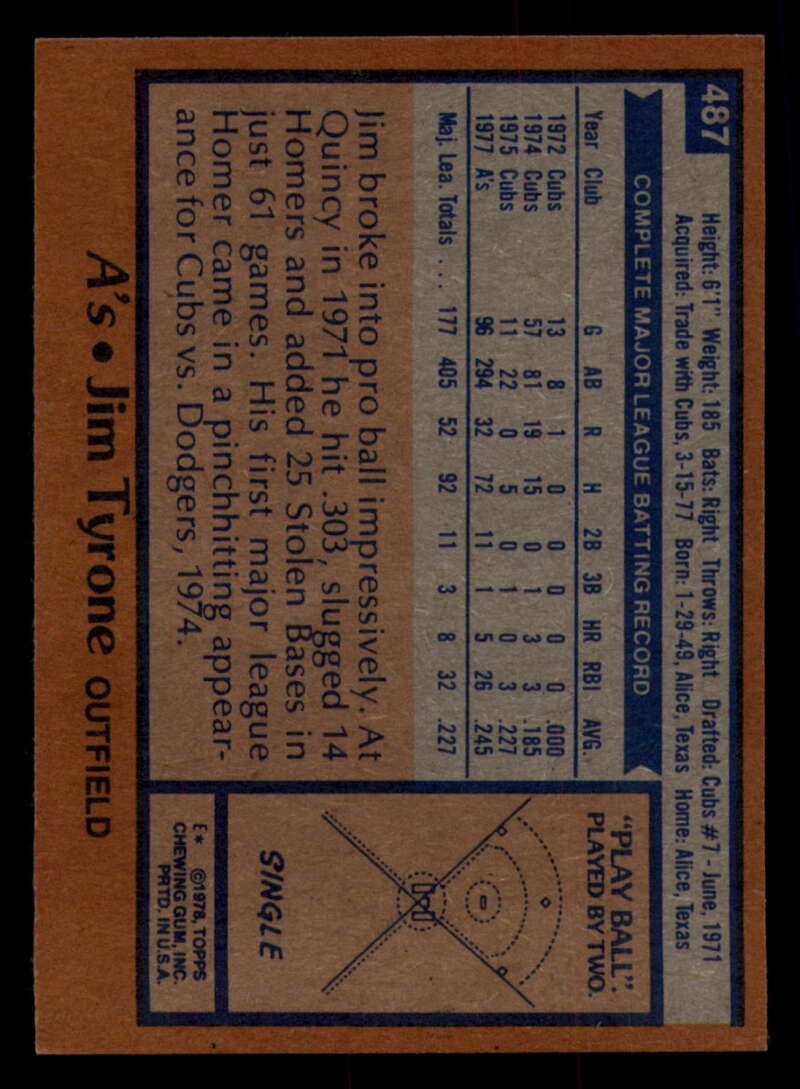 487
Height: 6'1" Weight: 185 Bats: Right Throws: Right Drafted: Cubs #7 - June, 1971
Acquired: Trade with Cubs, 3-15-77 Born: 1-29-49, Alice, Texas Home: Alice, Texas
COMPLETE MAJOR LEAGUE BATTING RECORD
Year Club G AB R H 2B 3B HR RBI AVG.
1972 Cubs 13 8 1 0 0 0 0 0 .000
1974 Cubs 57 81 19 15 0 1 3 3 .185
1975 Cubs 11 22 0 5 0 1 0 3 .227
1977 A's 96 294 32 72 11 1 5 26 .245
Maj. Lea. Totals . . . 177 405 52 92 11 3 8 32 .227
Jim broke into pro ball impressively. At
Quincy in 1971 he hit .303, slugged 14
Homers and added 25 Stolen Bases in
just 61 games. His first major league
Homer came in a pinchhitting appear-
ance for Cubs vs. Dodgers, 1974.
"PLAY BALL".
PLAYED BY TWO.
SINGLE
E* ©1978, TOPPS
CHEWING GUM, INC.
PRTD. IN U.S.A.
A's • Jim Tyrone OUTFIELD